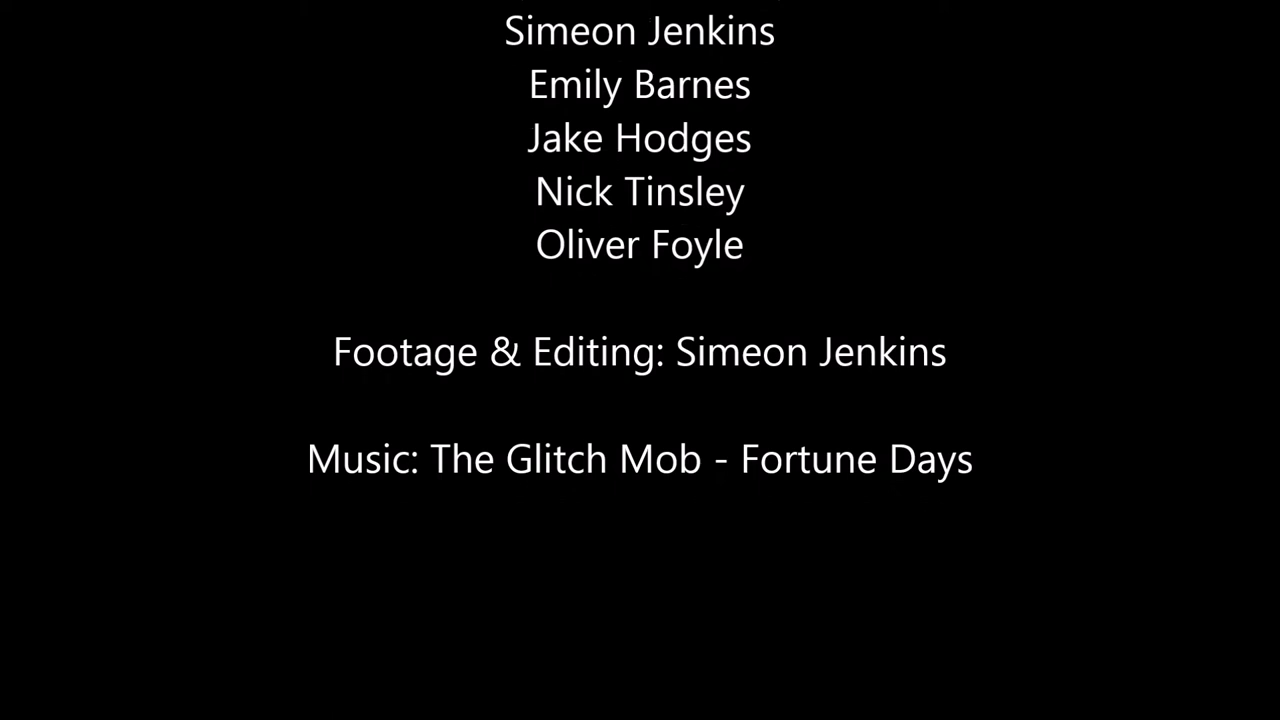 Simeon Jenkins
Emily Barnes
Jake Hodges
Nick Tinsley
Oliver Foyle
Footage & Editing: Simeon Jenkins
Music: The Glitch Mob - Fortune Days